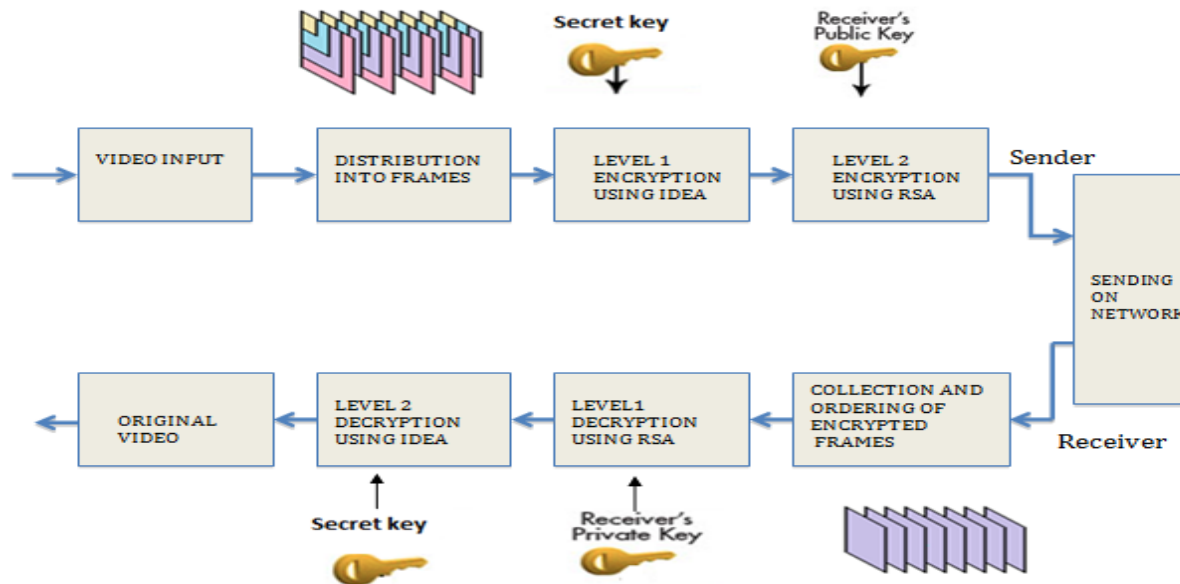 Secret key
Receiver's
Public Key
VIDEO INPUT
DISTRIBUTION
INTO FRAMES
LEVEL 1
ENCRYPTION
USING IDEA
LEVEL 2
ENCRYPTION
USING RSA
Sender
SENDING
ON
NETWORK
ORIGINAL
VIDEO
LEVEL 2
DECRYPTION
USING IDEA
LEVEL1
DECRYPTION
USING RSA
COLLECTION AND
ORDERING OF
ENCRYPTED
FRAMES
Receiver
Secret key
Receiver's
Private Key